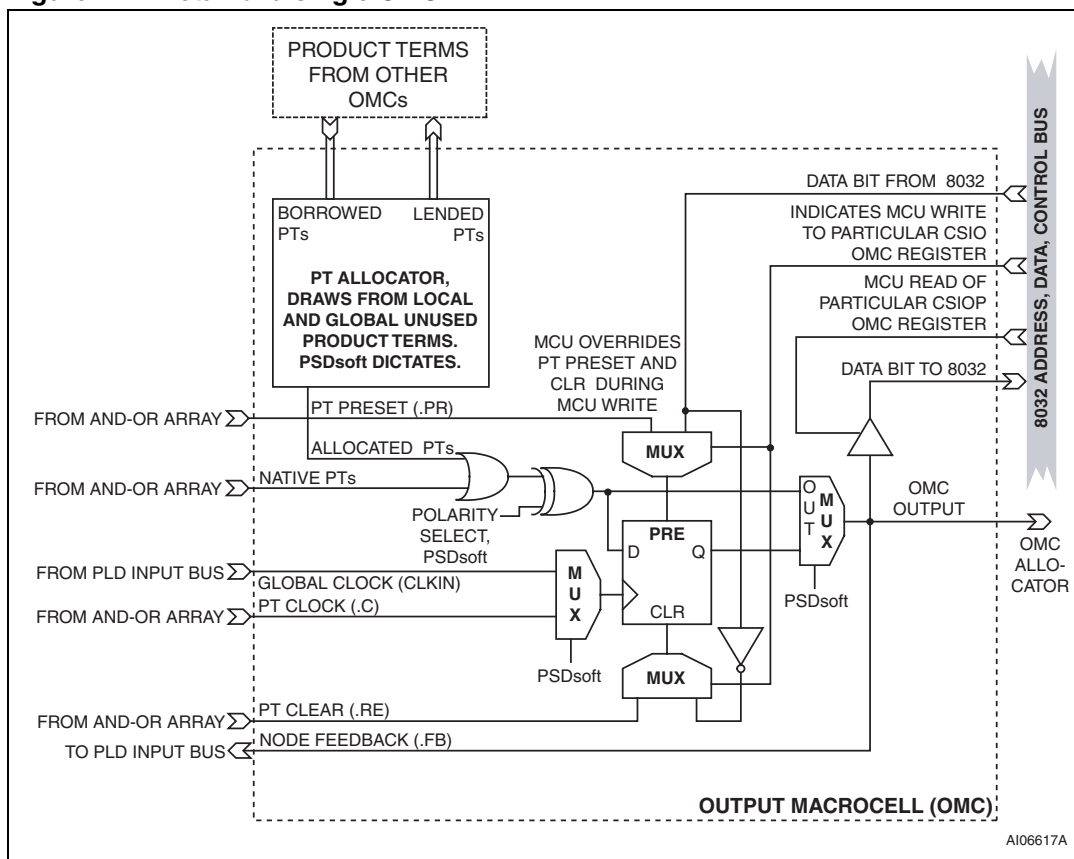 PRODUCT TERMS
FROM OTHER
OMCs
8032 ADDRESS, DATA, CONTROL BUS
DATA BIT FROM 8032
BORROWED
PTs
LENDED
PTs
INDICATES MCU WRITE
TO PARTICULAR CSIO
OMC REGISTER
PT ALLOCATOR,
DRAWS FROM LOCAL
AND GLOBAL UNUSED
PRODUCT TERMS.
PSDsoft DICTATES.
MCU READ OF
PARTICULAR CSIOP
OMC REGISTER
MCU OVERRIDES
PT PRESET AND
CLR DURING
MCU WRITE
DATA BIT TO 8032
FROM AND-OR ARRAY
PT PRESET (.PR)
MUX
ALLOCATED PTs
FROM AND-OR ARRAY
NATIVE PTs
OUT
MUX
OMC
OUTPUT
POLARITY
SELECT,
PSDsoft
PRE
D
Q
CLR
OMC
ALLO-
CATOR
FROM PLD INPUT BUS
GLOBAL CLOCK (CLKIN)
MUX
FROM AND-OR ARRAY
PT CLOCK (.C)
PSDsoft
PSDsoft
MUX
FROM AND-OR ARRAY
PT CLEAR (.RE)
TO PLD INPUT BUS
NODE FEEDBACK (.FB)
OUTPUT MACROCELL (OMC)
AI06617A